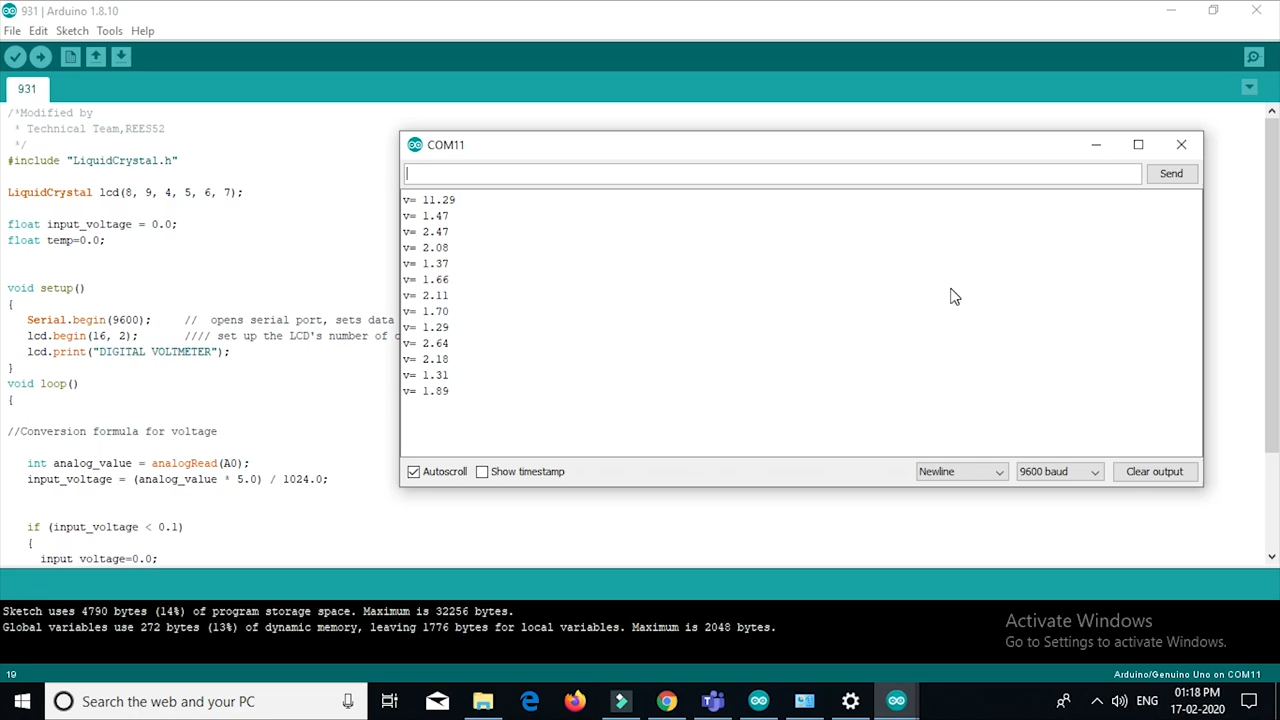 931 | Arduino 1.8.10
File Edit Sketch Tools Help
931
/*Modified by
* Technical Team,REES52
*/
#include "LiquidCrystal.h"
LiquidCrystal lcd(8, 9, 4, 5, 6, 7);
float input_voltage = 0.0;
float temp=0.0;
void setup()
{
Serial.begin(9600); // opens serial port, sets data
lcd.begin(16, 2); //// set up the LCD's number of
lcd.print("DIGITAL VOLTMETER");
}
void loop()
{
//Conversion formula for voltage
int analog_value = analogRead(A0);
input_voltage = (analog_value * 5.0) / 1024.0;
if (input_voltage < 0.1)
{
input_voltage=0.0;
COM11
Send
v= 11.29
v= 1.47
v= 2.47
v= 2.08
v= 1.37
v= 1.66
v= 2.11
v= 1.70
v= 1.29
v= 2.64
v= 2.18
v= 1.31
v= 1.89
Autoscroll Show timestamp Newline 9600 baud Clear output
Sketch uses 4790 bytes (14%) of program storage space. Maximum is 32256 bytes.
Global variables use 272 bytes (13%) of dynamic memory, leaving 1776 bytes for local variables. Maximum is 2048 bytes.
Activate Windows
Go to Settings to activate Windows.
19 Arduino/Genuino Uno on COM11
Search the web and your PC
ENG
01:18 PM
17-02-2020